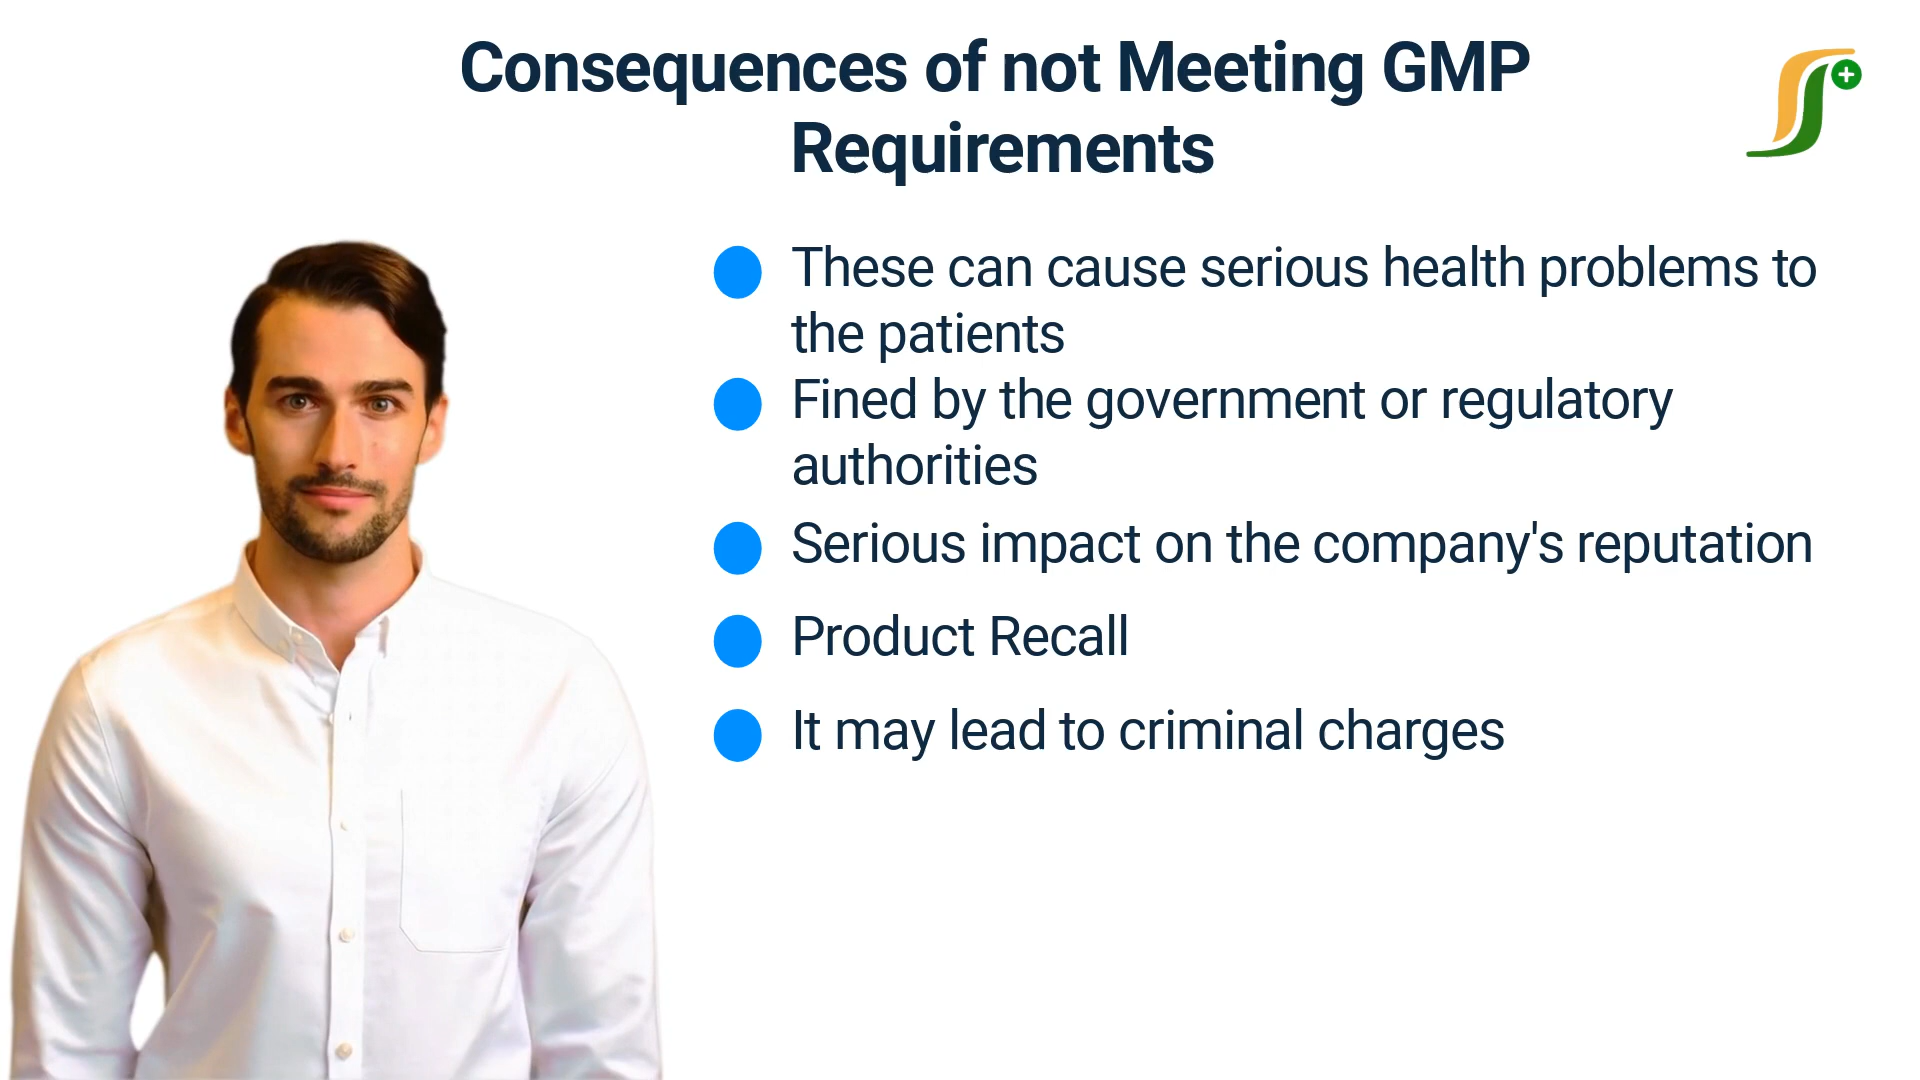 Consequences of not Meeting GMP
Requirements
These can cause serious health problems to
the patients
Fined by the government or regulatory
authorities
Serious impact on the company's reputation
Product Recall
It may lead to criminal charges